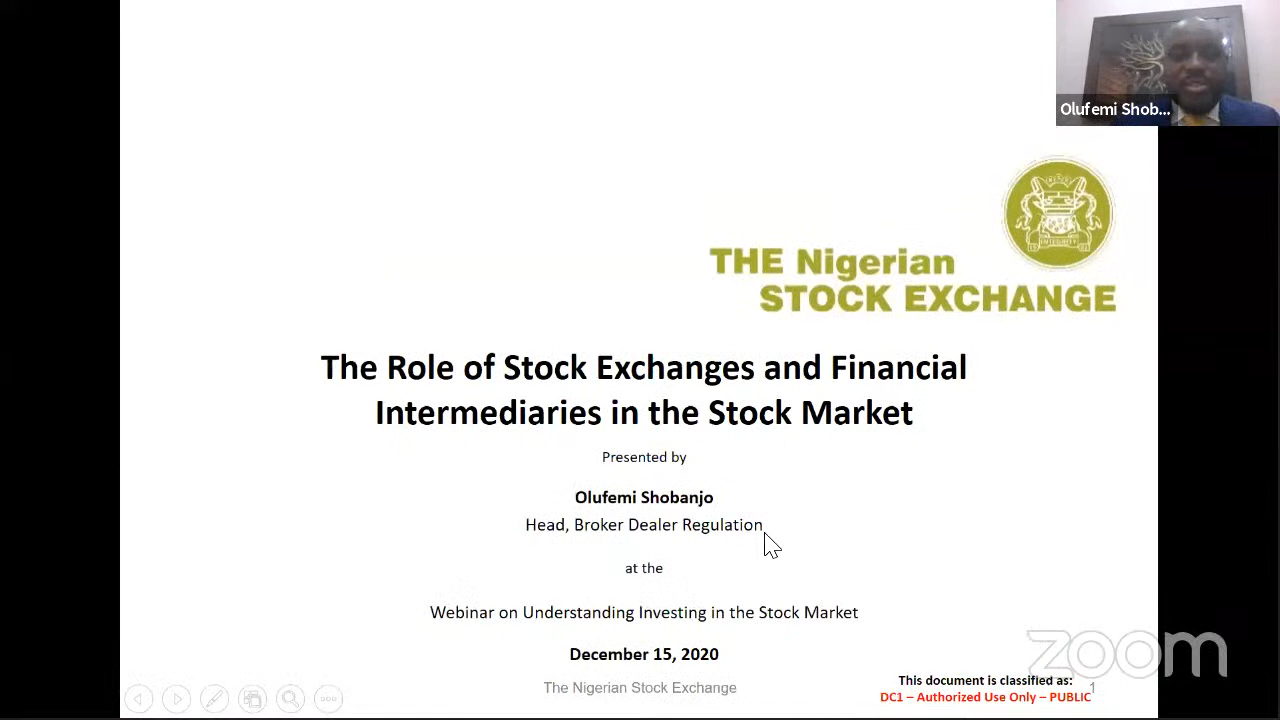 Olufemi Shob...
INTEGRITY
THE Nigerian
STOCK EXCHANGE
The Role of Stock Exchanges and Financial
Intermediaries in the Stock Market
Presented by
Olufemi Shobanjo
Head, Broker Dealer Regulation
at the
Webinar on Understanding Investing in the Stock Market
December 15, 2020
zoom
The Nigerian Stock Exchange
This document is classified as:
DC1 – Authorized Use Only – PUBLIC
1